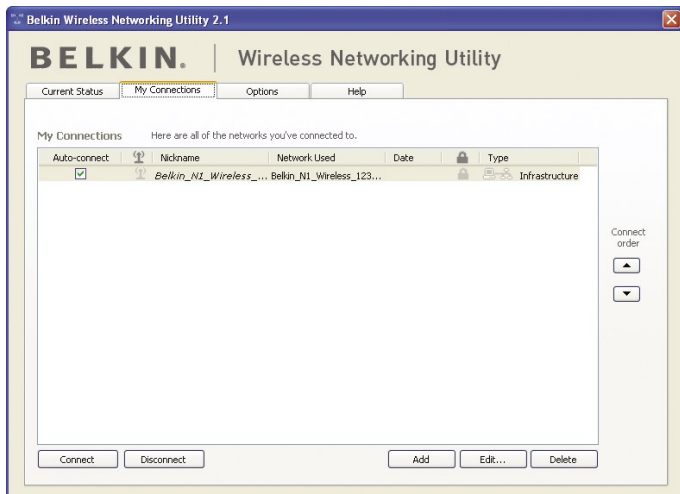 Belkin Wireless Networking Utility 2.1
BELKIN. Wireless Networking Utility
Current Status My Connections Options Help
My Connections Here are all of the networks you've connected to.
Auto-connect Nickname Network Used Date Type
Belkin_N1_Wireless_... Belkin_N1_Wireless_123... Infrastructure
Connect
order
Connect Disconnect Add Edit... Delete